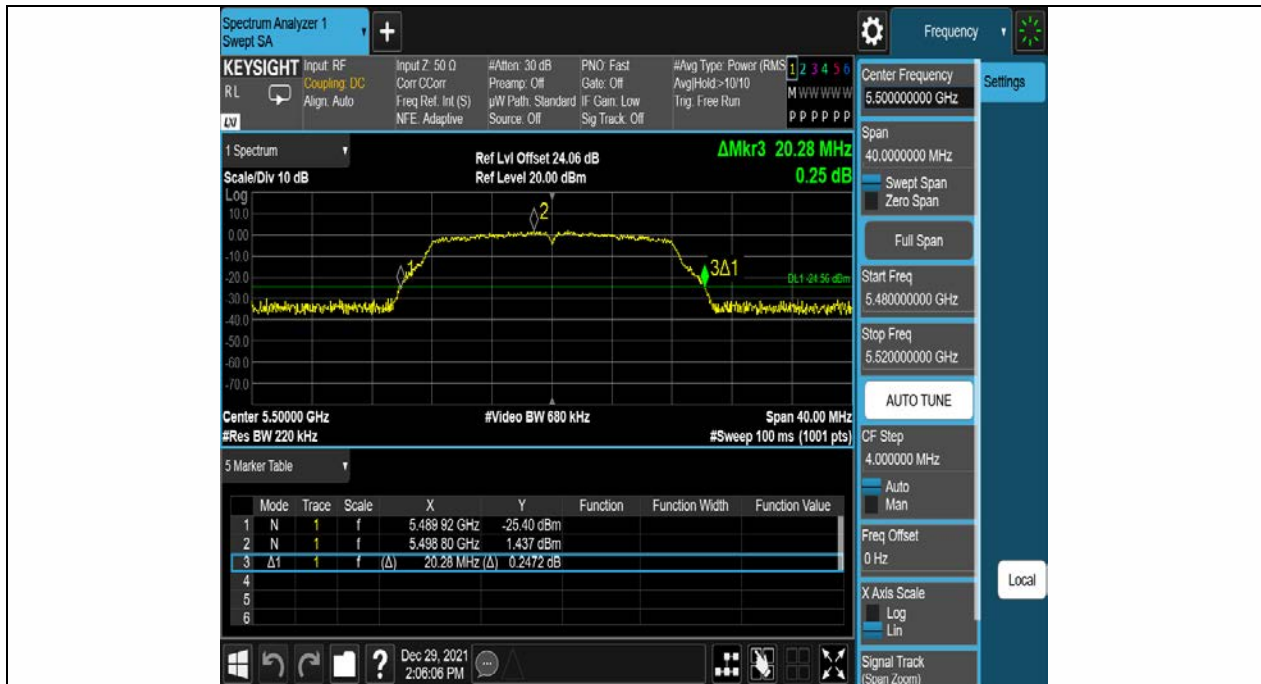 Spectrum Analyzer 1
Swept SA
+
Frequency
KEYSIGHT
RL
LXI
Input: RF
Coupling: DC
Align: Auto
Input Z: 50 Ω
Corr CCorr
Freq Ref: Int (S)
NFE: Adaptive
#Atten: 30 dB
Preamp: Off
µW Path: Standard
Source: Off
PNO: Fast
Gate: Off
IF Gain: Low
Sig Track: Off
#Avg Type: Power (RMS
Avg|Hold:>10/10
Trig: Free Run
1 2 3 4 5 6
M W W W W W
P P P P P P
1 Spectrum
Scale/Div 10 dB
Ref Lvl Offset 24.06 dB
Ref Level 20.00 dBm
ΔMkr3 20.28 MHz
0.25 dB
Log
10.0
0.00
-10.0
-20.0
-30.0
-40.0
-50.0
-60.0
-70.0
2
1
3Δ1
DL1 -24.56 dBm
Center 5.50000 GHz
#Video BW 680 kHz
Span 40.00 MHz
#Res BW 220 kHz
#Sweep 100 ms (1001 pts)
5 Marker Table
Mode Trace Scale X Y Function Function Width Function Value
1 N 1 f 5.489 92 GHz -25.40 dBm
2 N 1 f 5.498 80 GHz 1.437 dBm
3 Δ1 1 f (Δ) 20.28 MHz (Δ) 0.2472 dB
4
5
6
?
Dec 29, 2021
2:06:06 PM
Center Frequency
5.500000000 GHz
Span
40.0000000 MHz
Swept Span
Zero Span
Full Span
Start Freq
5.480000000 GHz
Stop Freq
5.520000000 GHz
AUTO TUNE
CF Step
4.000000 MHz
Auto
Man
Freq Offset
0 Hz
X Axis Scale
Log
Lin
Signal Track
(Span Zoom)
Settings
Local